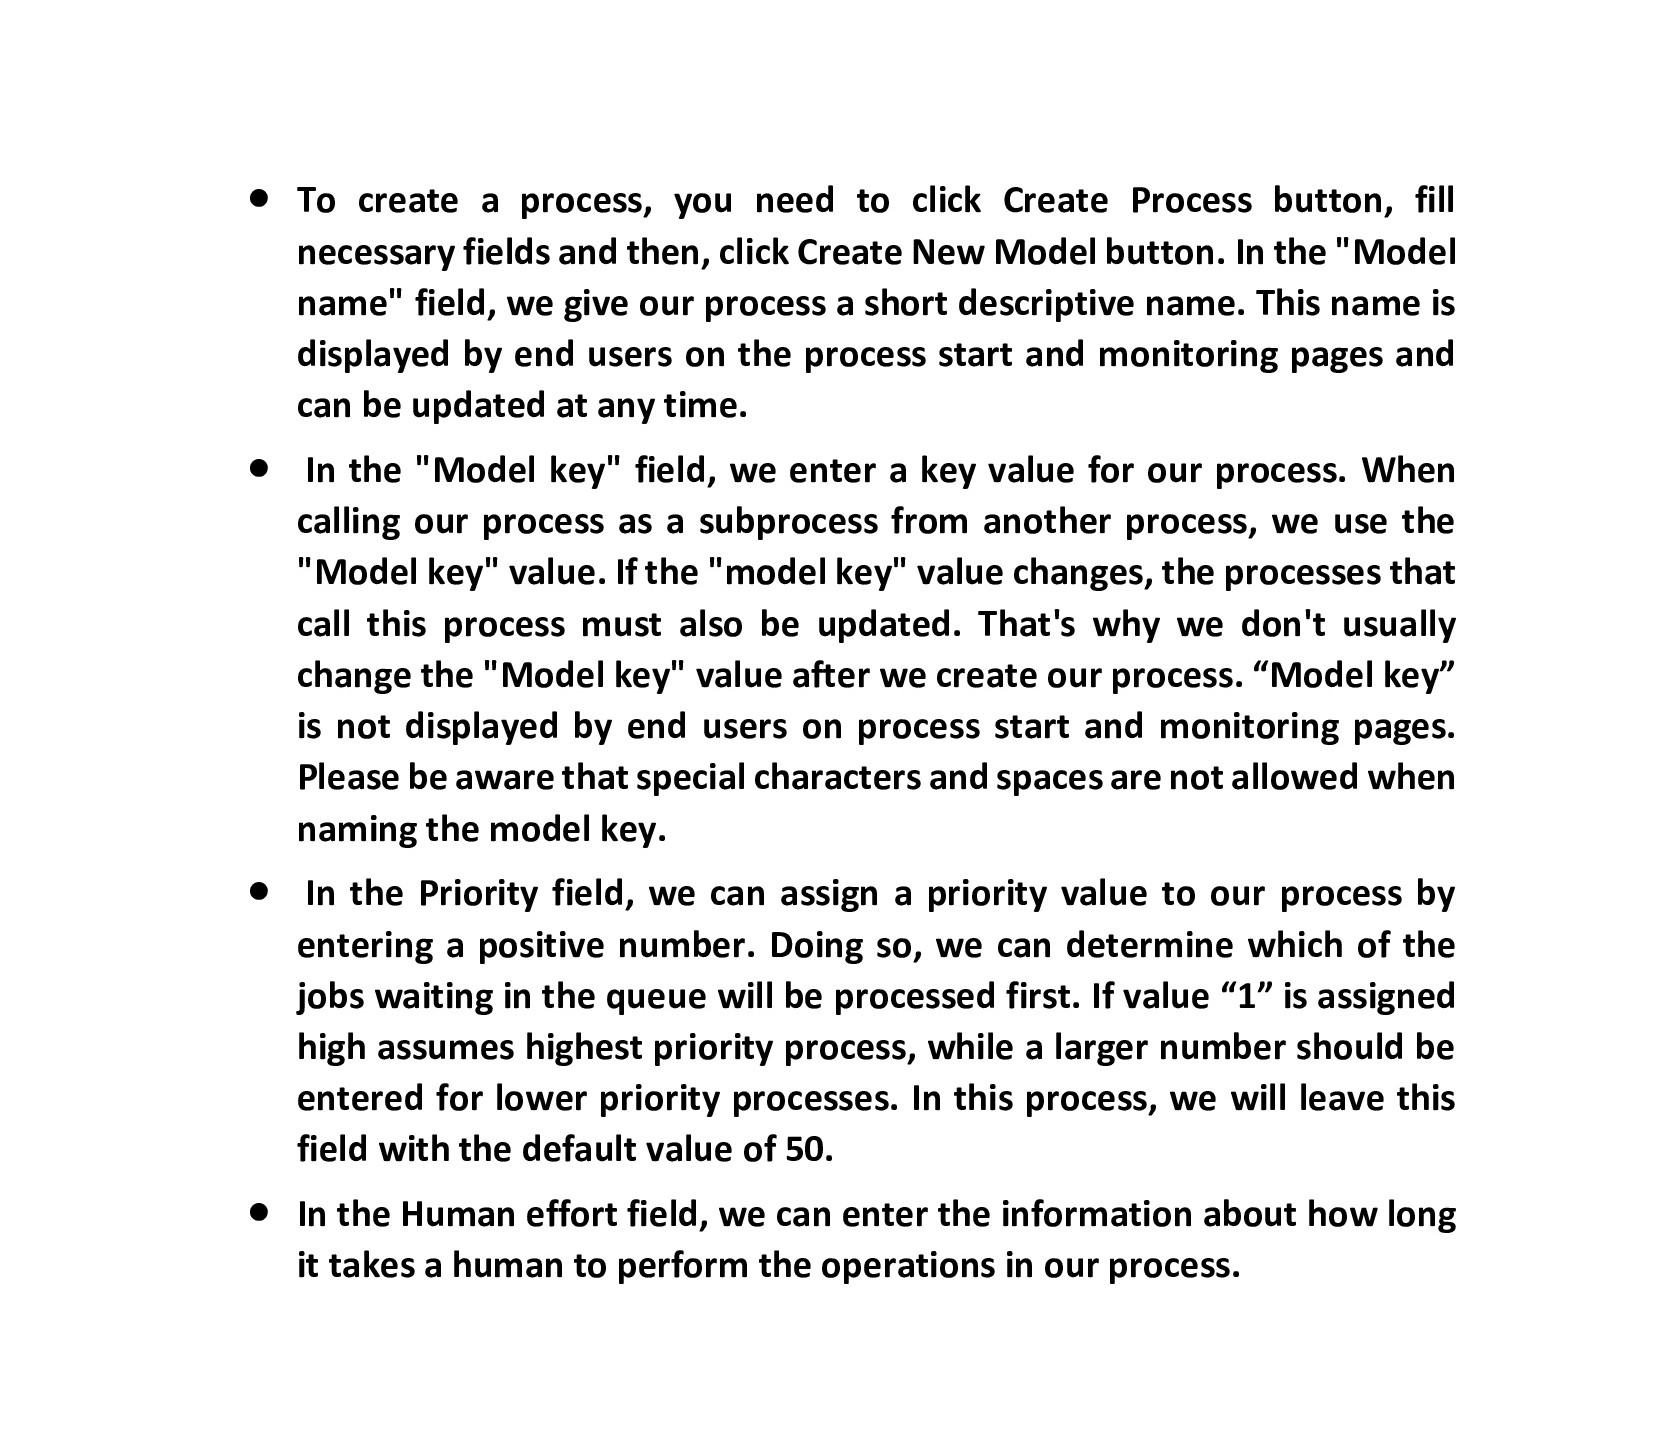 ● To create a process, you need to click Create Process button, fill
necessary fields and then, click Create New Model button. In the "Model
name" field, we give our process a short descriptive name. This name is
displayed by end users on the process start and monitoring pages and
can be updated at any time.
● In the "Model key" field, we enter a key value for our process. When
calling our process as a subprocess from another process, we use the
"Model key" value. If the "model key" value changes, the processes that
call this process must also be updated. That's why we don't usually
change the "Model key" value after we create our process. “Model key”
is not displayed by end users on process start and monitoring pages.
Please be aware that special characters and spaces are not allowed when
naming the model key.
● In the Priority field, we can assign a priority value to our process by
entering a positive number. Doing so, we can determine which of the
jobs waiting in the queue will be processed first. If value “1” is assigned
high assumes highest priority process, while a larger number should be
entered for lower priority processes. In this process, we will leave this
field with the default value of 50.
● In the Human effort field, we can enter the information about how long
it takes a human to perform the operations in our process.